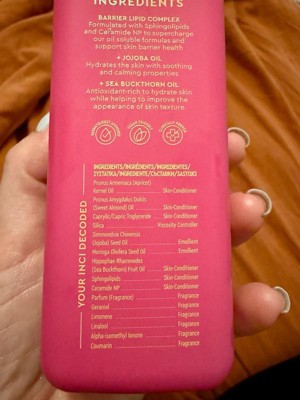 INGREDIENTS
BARRIER LIPID COMPLEX
Formulated with Sphingolipids
and Ceramide NP to supercharge
our oil soluble formulas and
support skin barrier health
+ JOJOBA OIL
Hydrates the skin with soothing
and calming properties
+ SEA BUCKTHORN OIL
Antioxidant-rich to hydrate skin
while helping to improve the
appearance of skin texture.
YOUR INCI DECODED
INGREDIENTS/INGRÉDIENTS/INGREDIENTES/
Prunus Armeniaca (Apricot)
Kernel Oil Skin-Conditioner
Prunus Amygdalus Dulcis
(Sweet Almond) Oil Skin-Conditioner
Caprylic/Capric Triglyceride Skin-Conditioner
Silica Viscosity Controller
Simmondsia Chinensis
(Jojoba) Seed Oil Emollient
Moringa Oleifera Seed Oil Emollient
Hippophae Rhamnoides
(Sea Buckthorn) Fruit Oil Skin-Conditioner
Sphingolipids Skin-Conditioner
Ceramide NP Skin-Conditioner
Parfum (Fragrance) Fragrance
Geraniol Fragrance
Limonene Fragrance
Linalool Fragrance
Alpha-isomethyl Ionone Fragrance
Coumarin Fragrance